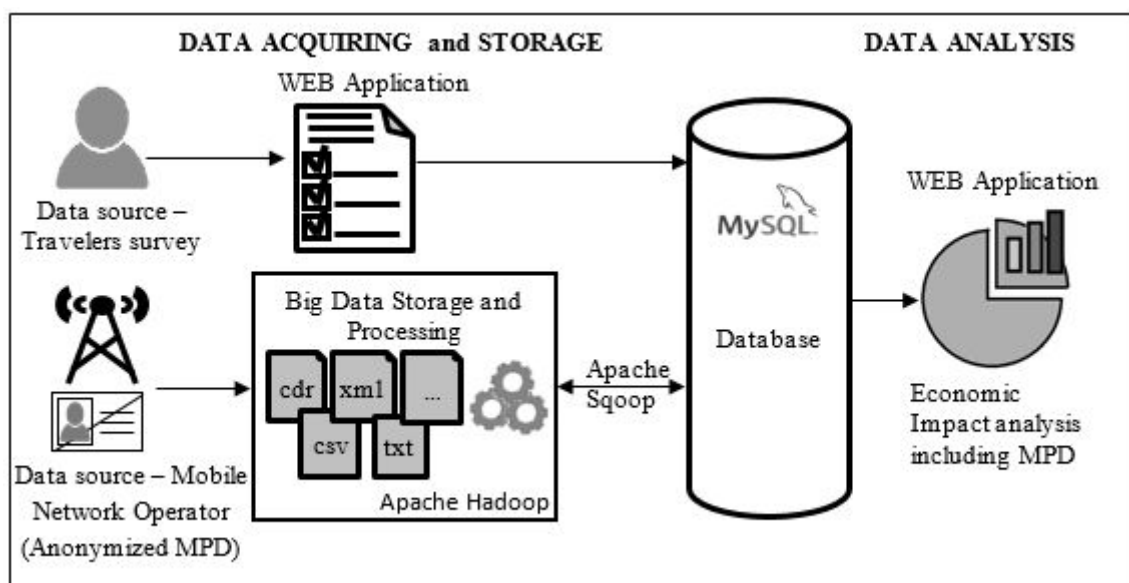 DATA ACQUIRING and STORAGE
DATA ANALYSIS
WEB Application
Data source –
Travelers survey
MySQL
Database
WEB Application
Big Data Storage and
Processing
cdr
xml
...
csv
txt
Apache Hadoop
Apache
Sqoop
Data source – Mobile
Network Operator
(Anonymized MPD)
Economic
Impact analysis
including MPD